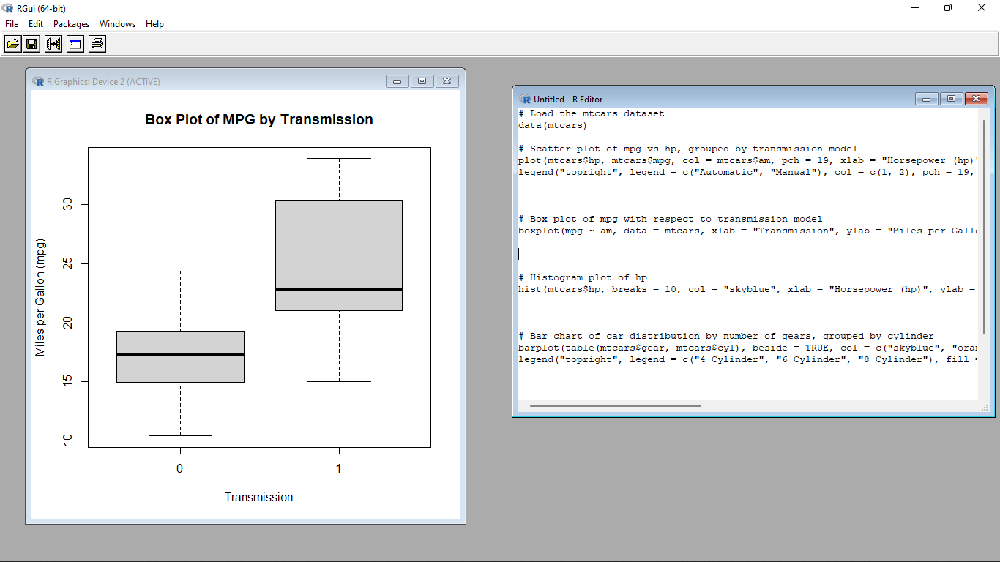 RGui (64-bit)
File Edit Packages Windows Help
R Graphics: Device 2 (ACTIVE)
Box Plot of MPG by Transmission
Miles per Gallon (mpg)
30
25
20
15
10
0 1
Transmission
Untitled - R Editor
# Load the mtcars dataset
data(mtcars)
# Scatter plot of mpg vs hp, grouped by transmission model
plot(mtcars$hp, mtcars$mpg, col = mtcars$am, pch = 19, xlab = "Horsepower (hp)
legend("topright", legend = c("Automatic", "Manual"), col = c(1, 2), pch = 19,
# Box plot of mpg with respect to transmission model
boxplot(mpg ~ am, data = mtcars, xlab = "Transmission", ylab = "Miles per Gall
# Histogram plot of hp
hist(mtcars$hp, breaks = 10, col = "skyblue", xlab = "Horsepower (hp)", ylab =
# Bar chart of car distribution by number of gears, grouped by cylinder
barplot(table(mtcars$gear, mtcars$cyl), beside = TRUE, col = c("skyblue", "ora
legend("topright", legend = c("4 Cylinder", "6 Cylinder", "8 Cylinder"), fill